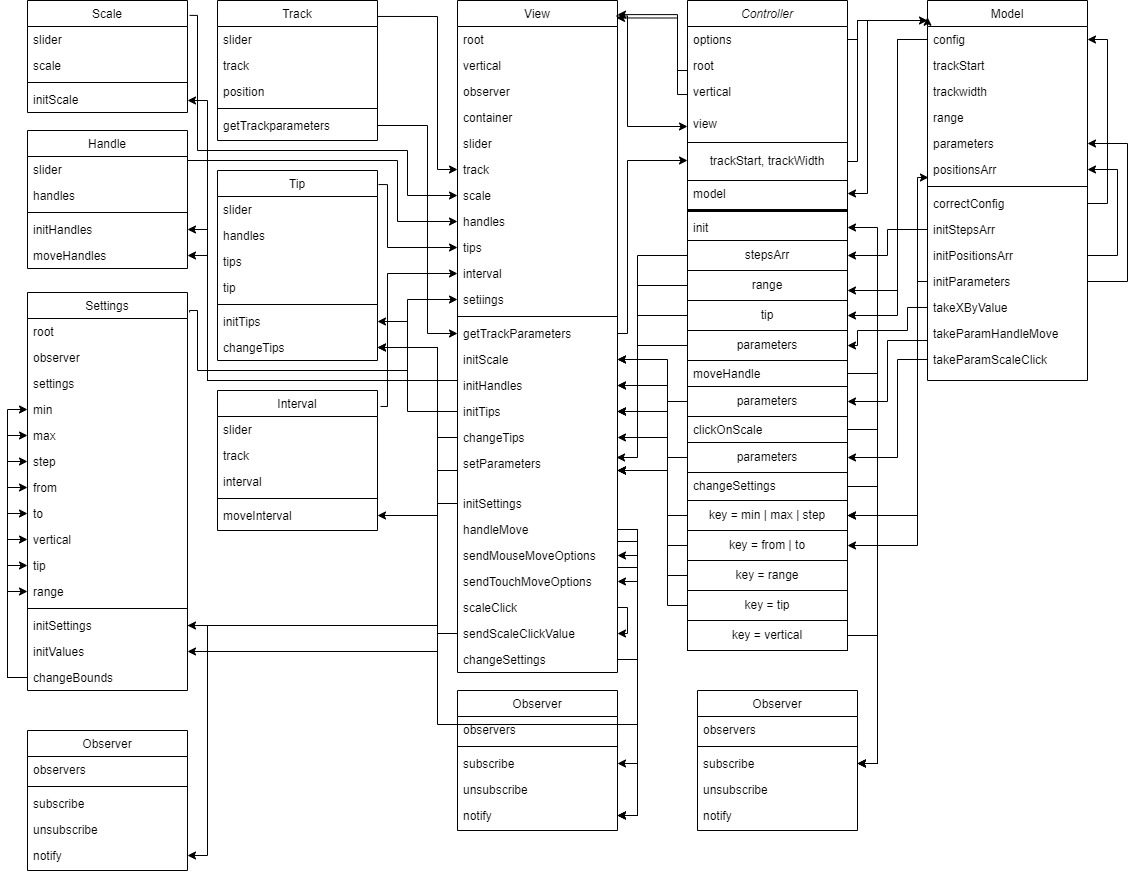 Scale
slider
scale
initScale
Handle
slider
handles
initHandles
moveHandles
Settings
root
observer
settings
min
max
step
from
to
vertical
tip
range
initSettings
initValues
changeBounds
Observer
observers
subscribe
unsubscribe
notify
Track
slider
track
position
getTrackparameters
Tip
slider
handles
tips
tip
initTips
changeTips
Interval
slider
track
interval
moveInterval
View
root
vertical
observer
container
slider
track
scale
handles
tips
interval
setiings
getTrackParameters
initScale
initHandles
initTips
changeTips
setParameters
initSettings
handleMove
sendMouseMoveOptions
sendTouchMoveOptions
scaleClick
sendScaleClickValue
changeSettings
Observer
observers
subscribe
unsubscribe
notify
Controller
options
root
vertical
view
trackStart, trackWidth
model
init
stepsArr
range
tip
parameters
moveHandle
parameters
clickOnScale
parameters
changeSettings
key = min | max | step
key = from | to
key = range
key = tip
key = vertical
Observer
observers
subscribe
unsubscribe
notify
Model
config
trackStart
trackwidth
range
parameters
positionsArr
correctConfig
initStepsArr
initPositionsArr
initParameters
takeXByValue
takeParamHandleMove
takeParamScaleClick